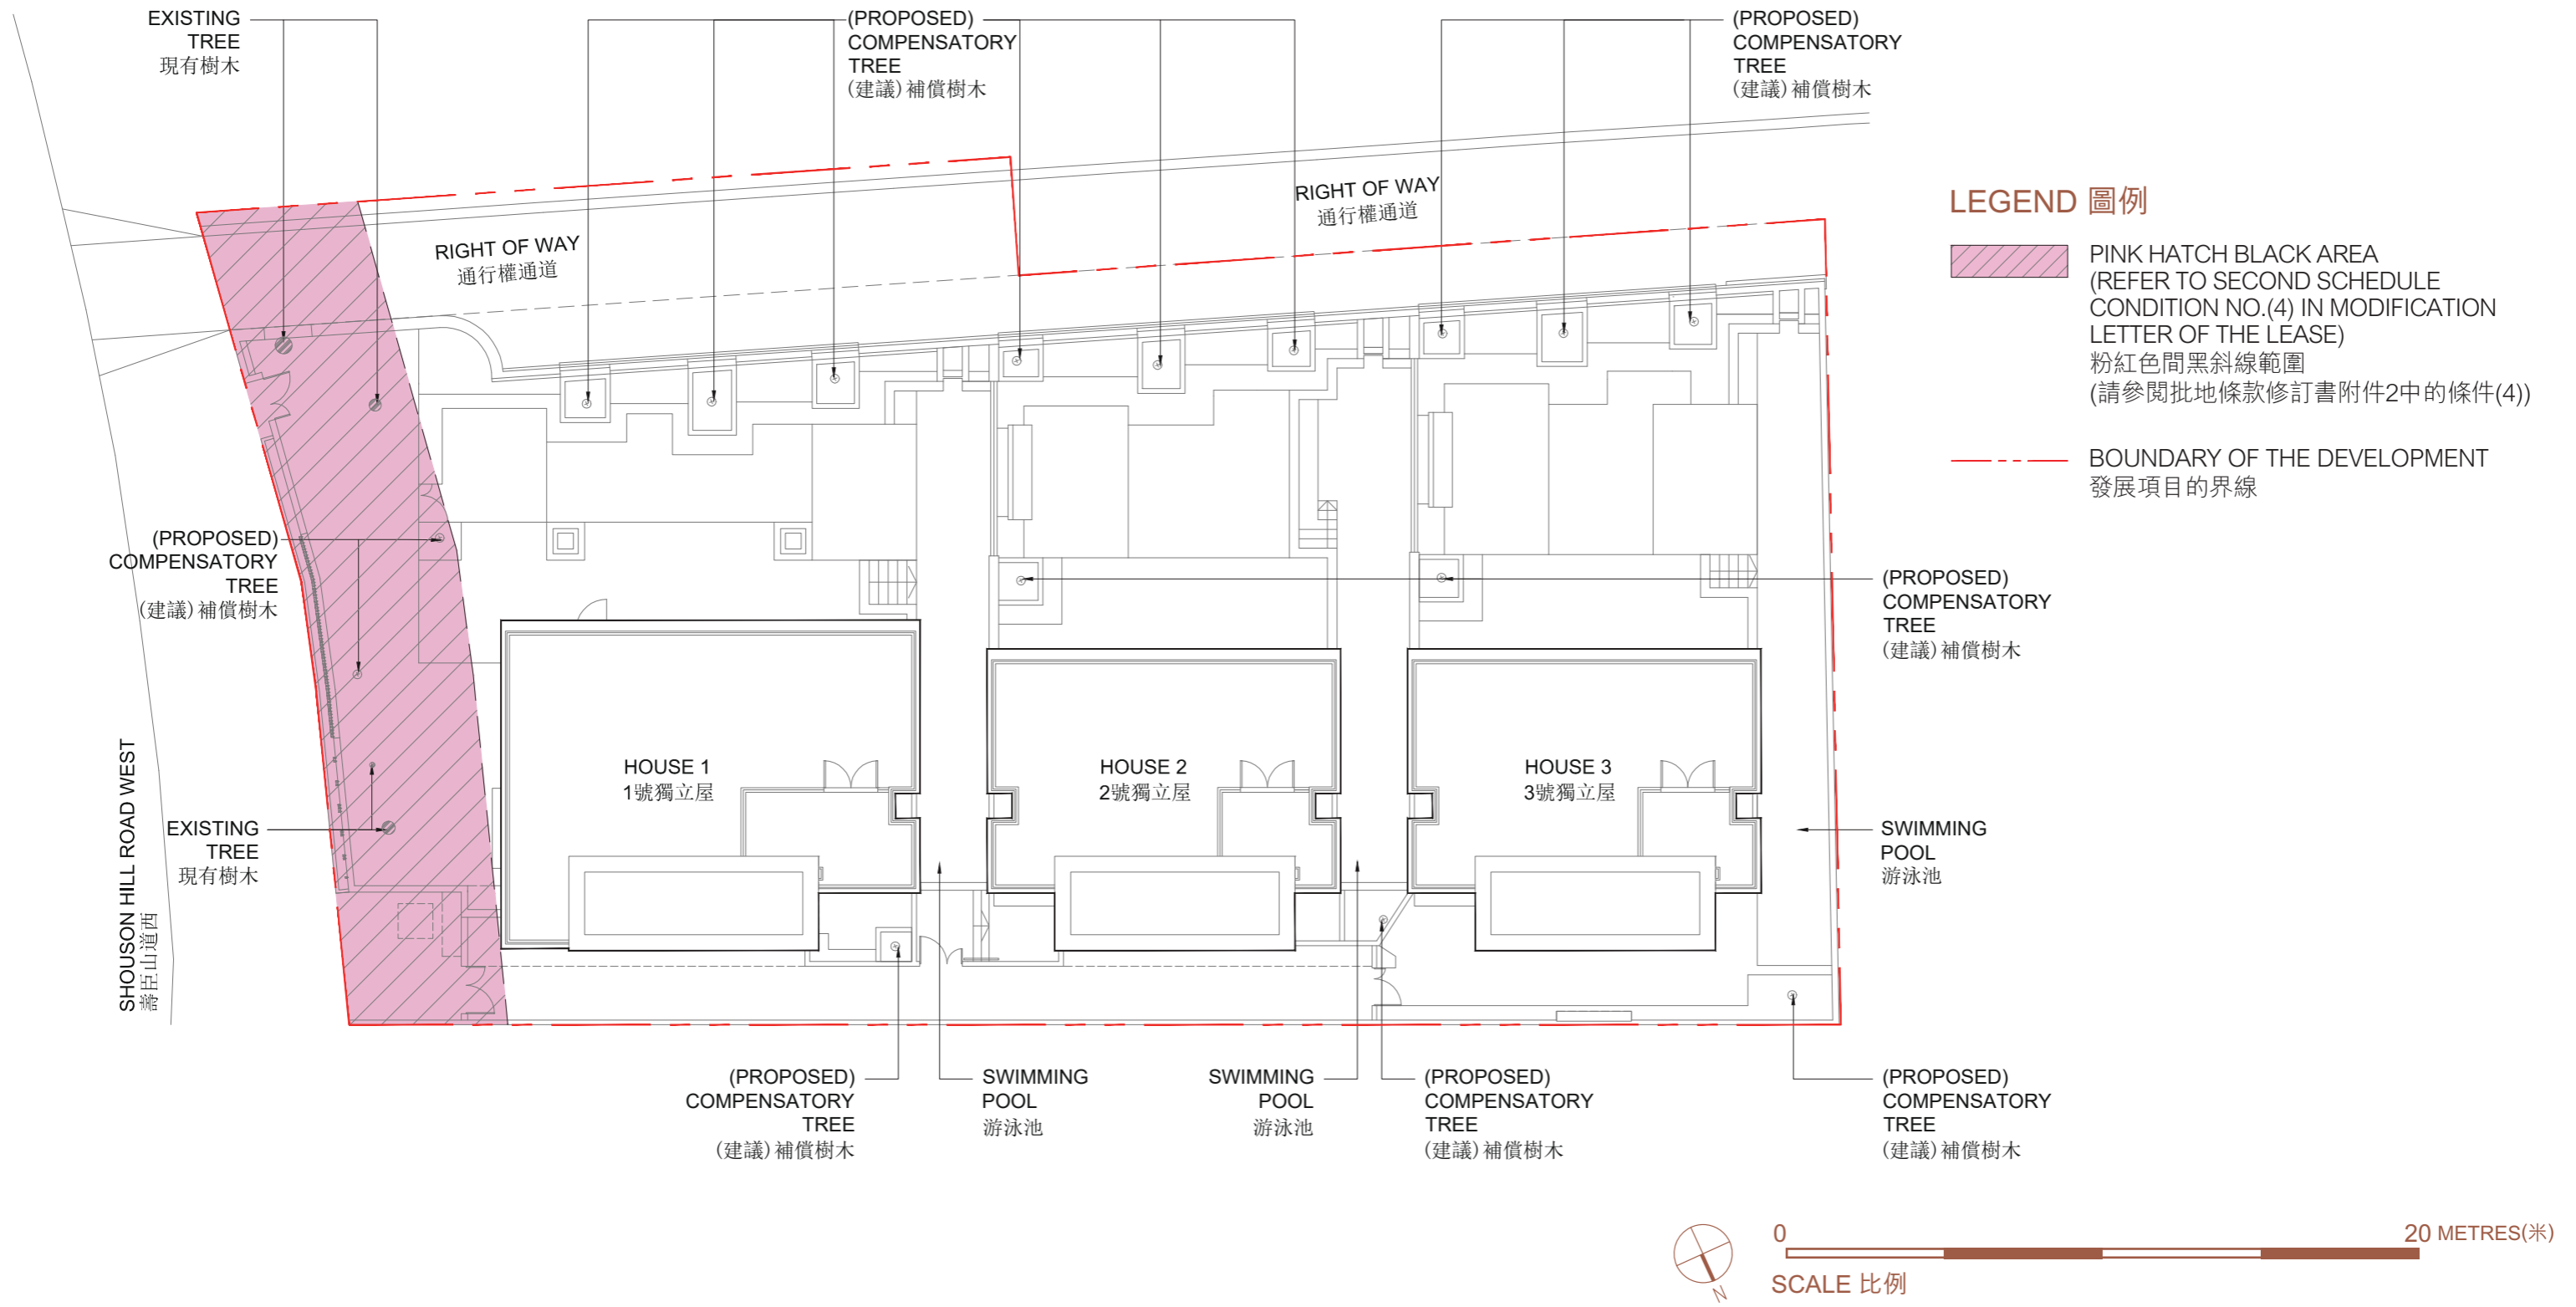 EXISTING
TREE
現有樹木
(PROPOSED)
COMPENSATORY
TREE
(建議)補償樹木
(PROPOSED)
COMPENSATORY
TREE
(建議)補償樹木
RIGHT OF WAY
通行權通道
RIGHT OF WAY
通行權通道
LEGEND 圖例
PINK HATCH BLACK AREA
(REFER TO SECOND SCHEDULE
CONDITION NO.(4) IN MODIFICATION
LETTER OF THE LEASE)
粉紅色間黑斜線範圍
(請參閱批地條款修訂書附件2中的條件(4))
BOUNDARY OF THE DEVELOPMENT
發展項目的界線
(PROPOSED)
COMPENSATORY
TREE
(建議)補償樹木
(PROPOSED)
COMPENSATORY
TREE
(建議)補償樹木
HOUSE 1
1號獨立屋
HOUSE 2
2號獨立屋
HOUSE 3
3號獨立屋
SHOUSON HILL ROAD WEST
壽臣山道西
EXISTING
TREE
現有樹木
SWIMMING
POOL
游泳池
(PROPOSED)
COMPENSATORY
TREE
(建議)補償樹木
SWIMMING
POOL
游泳池
SWIMMING
POOL
游泳池
(PROPOSED)
COMPENSATORY
TREE
(建議)補償樹木
(PROPOSED)
COMPENSATORY
TREE
(建議)補償樹木
N
0
20 METRES(米)
SCALE 比例